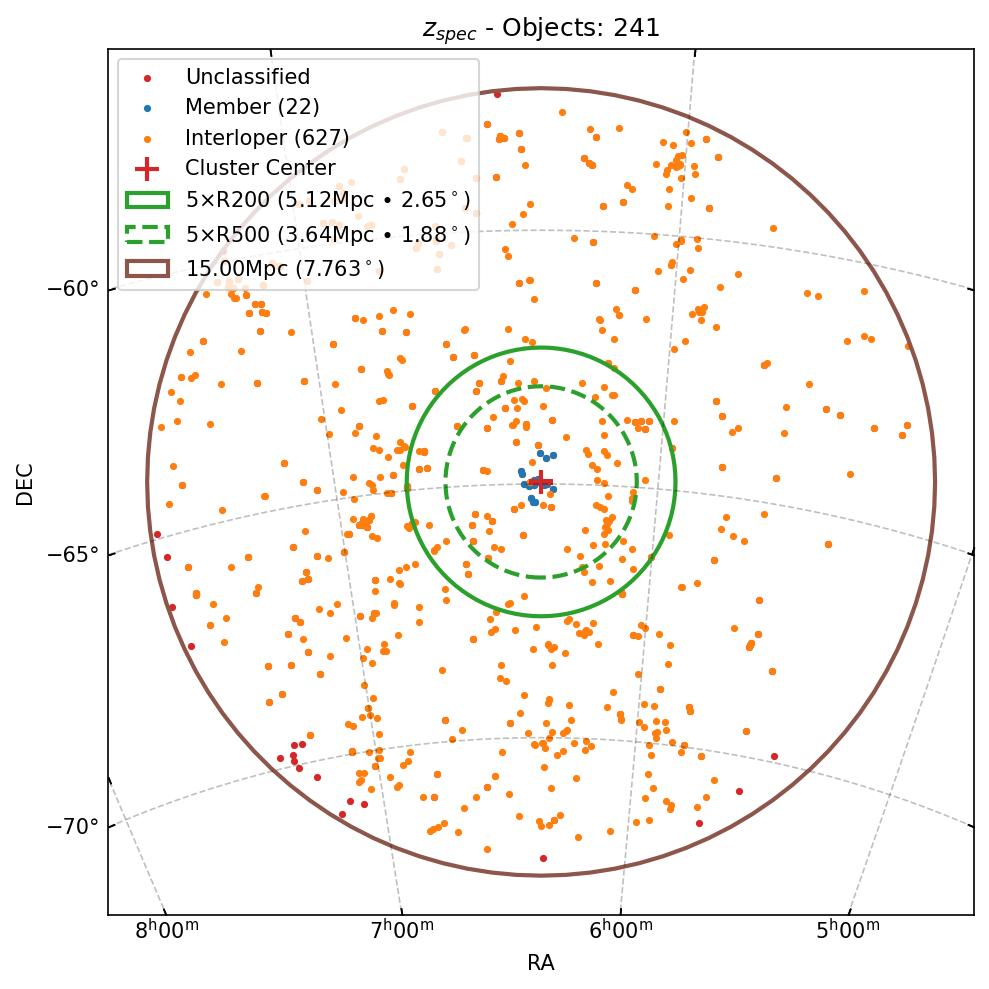 z_spec - Objects: 241
Unclassified
Member (22)
Interloper (627)
Cluster Center
5×R200 (5.12Mpc • 2.65°)
5×R500 (3.64Mpc • 1.88°)
15.00Mpc (7.763°)
−60°
−65°
−70°
DEC
8ʰ00ᵐ 7ʰ00ᵐ 6ʰ00ᵐ 5ʰ00ᵐ
RA